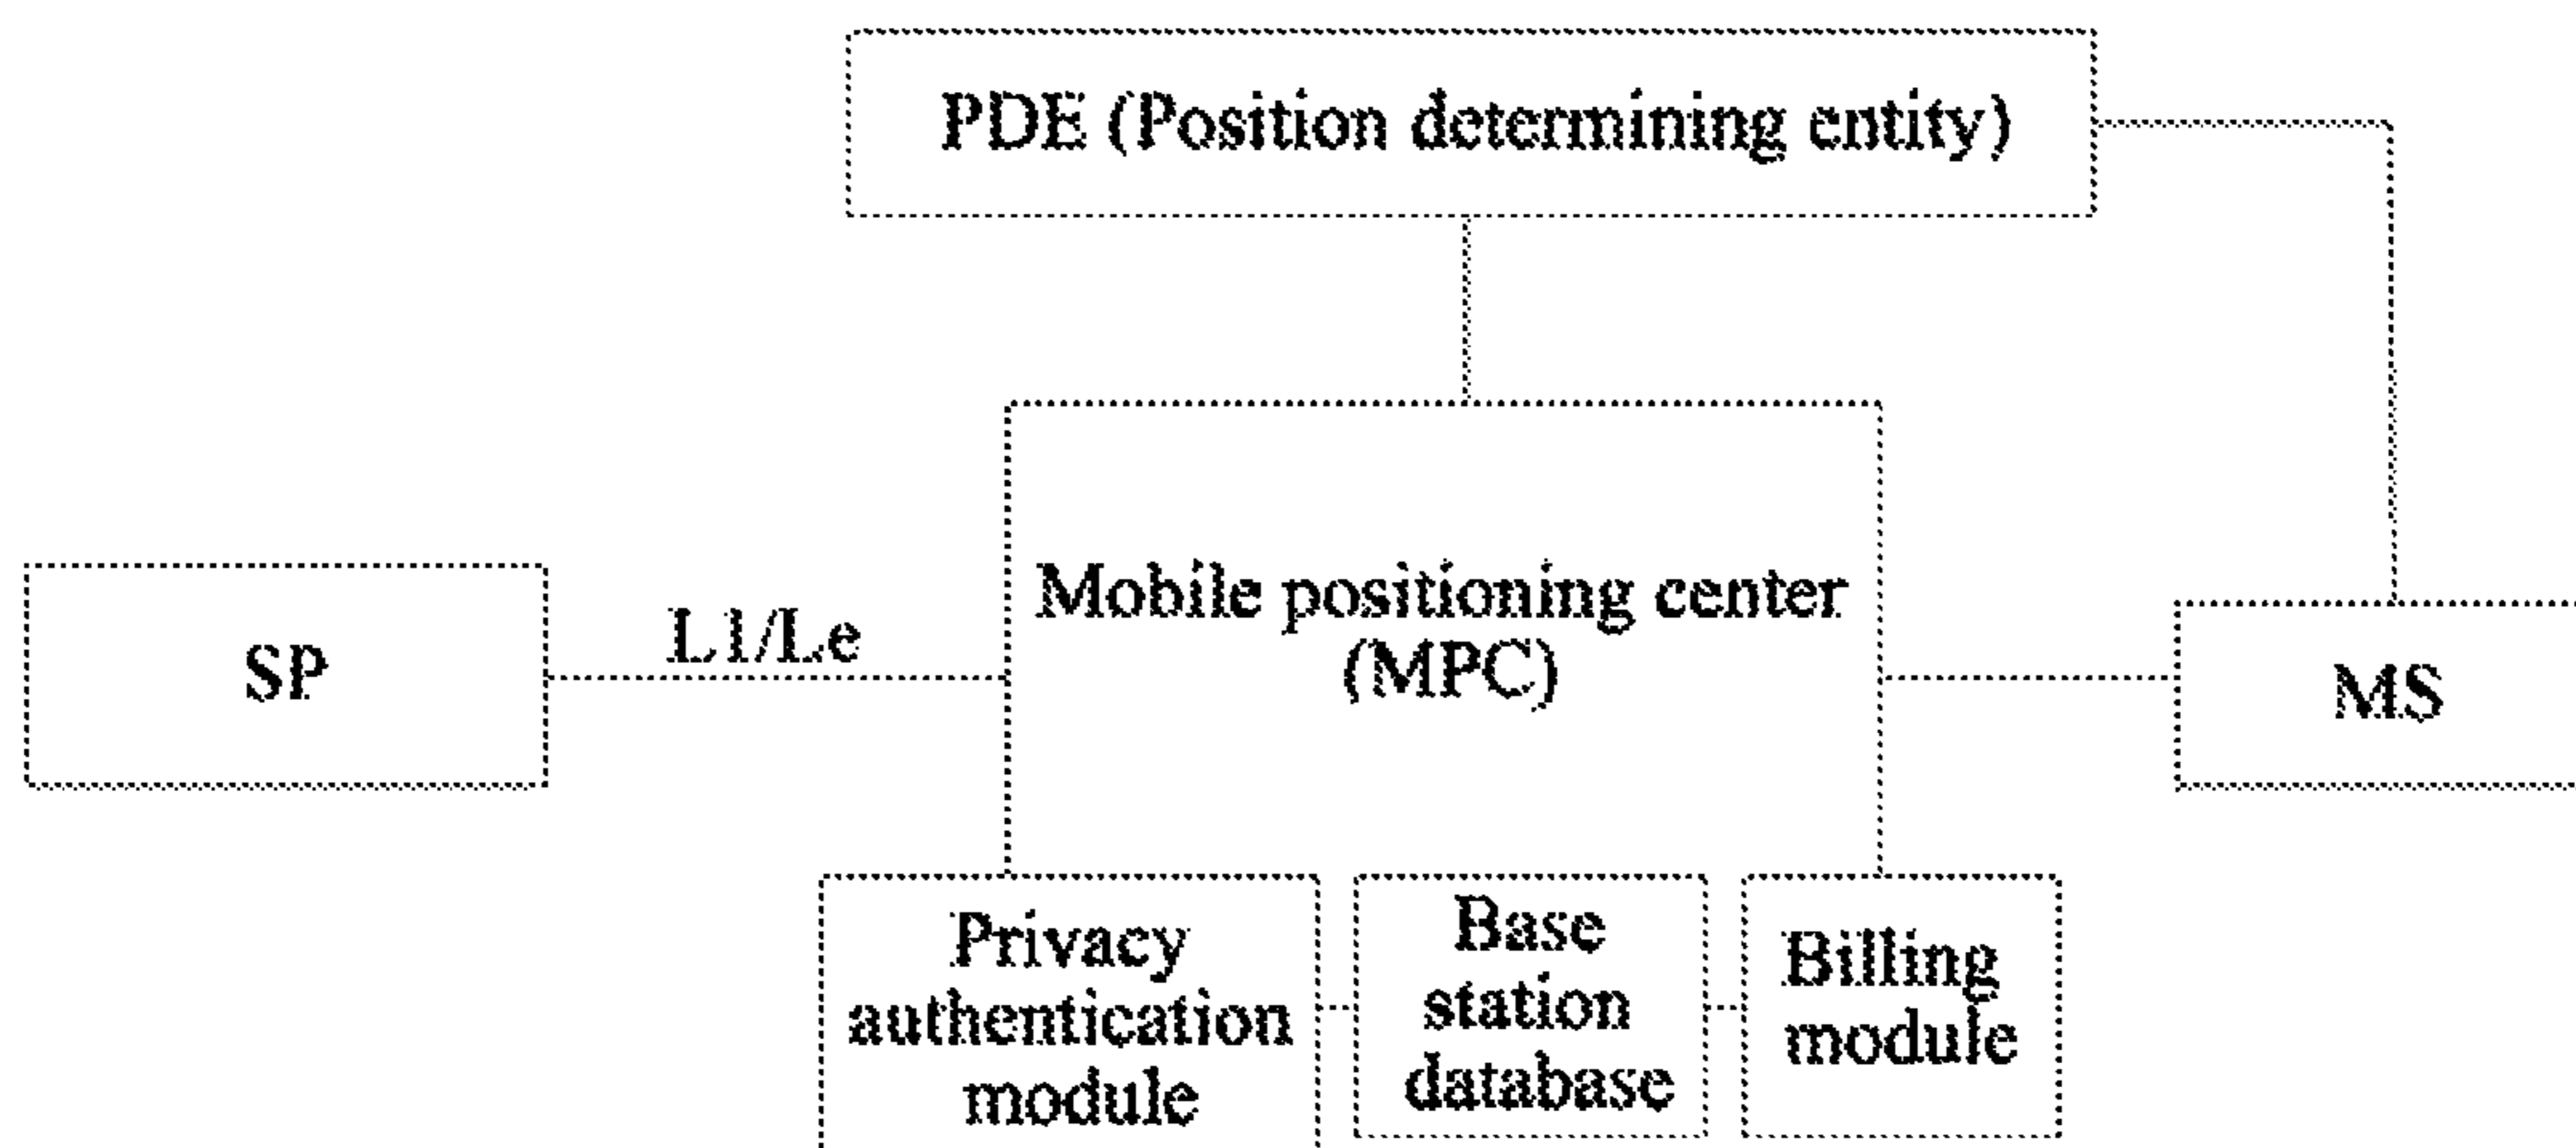 PDE (Position determining entity)
SP
L1/Le
Mobile positioning center
(MPC)
MS
Privacy
authentication
module
Base
station
database
Billing
module